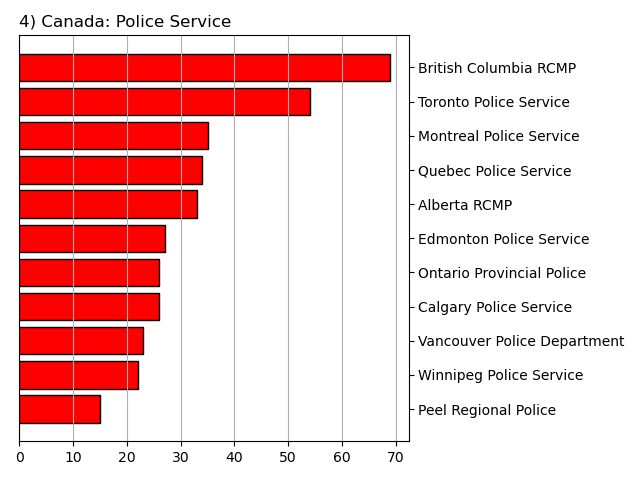 4) Canada: Police Service
British Columbia RCMP
Toronto Police Service
Montreal Police Service
Quebec Police Service
Alberta RCMP
Edmonton Police Service
Ontario Provincial Police
Calgary Police Service
Vancouver Police Department
Winnipeg Police Service
Peel Regional Police
0 10 20 30 40 50 60 70